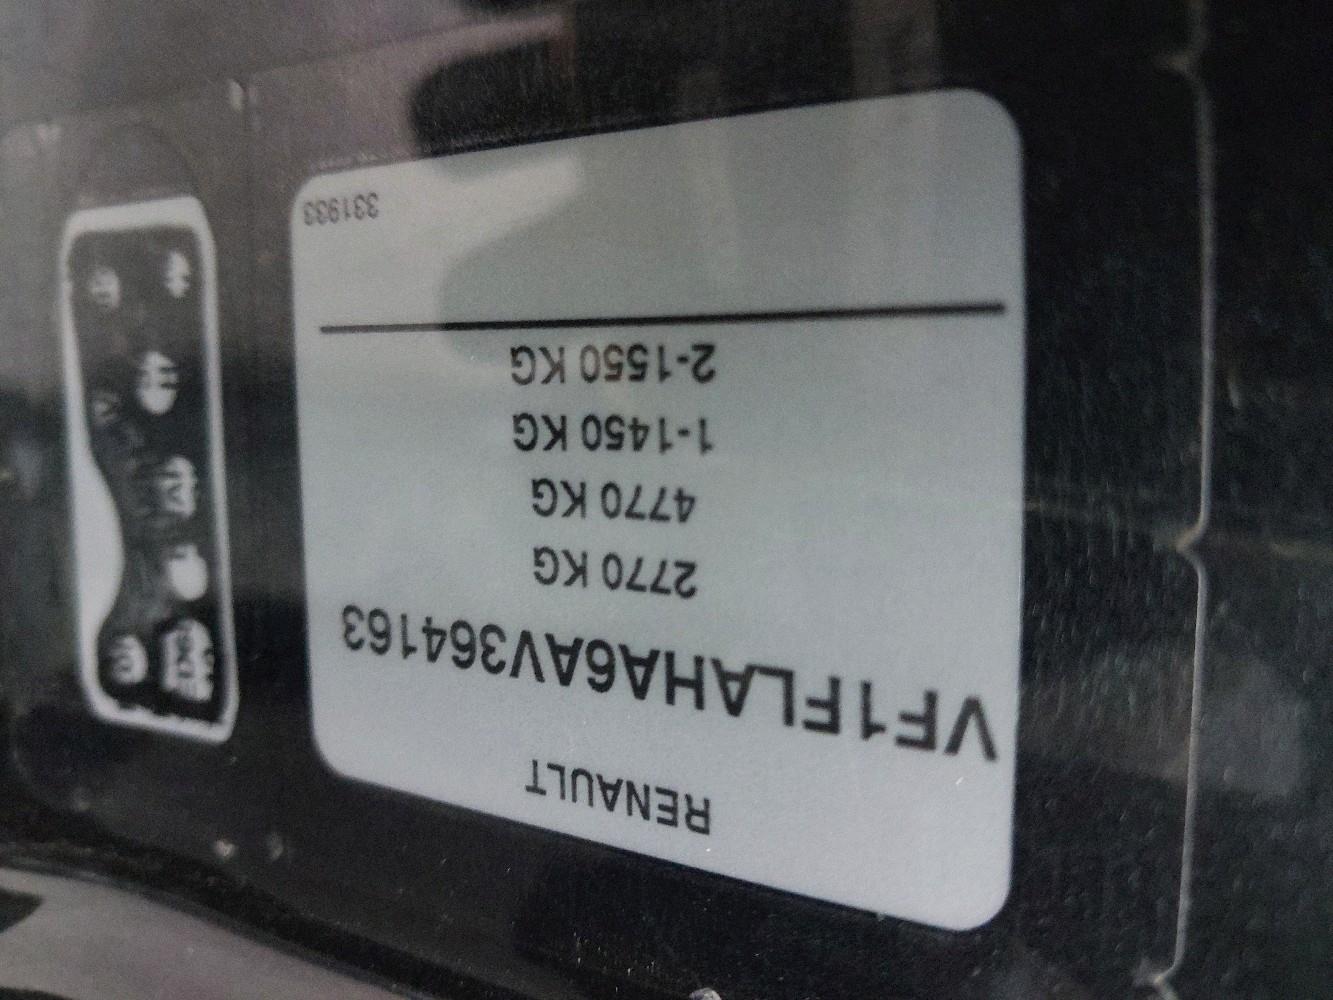 RENAULT
VF1FLAHA6AV364163
2770 KG
4770 KG
1-1450 KG
2-1550 KG
331933